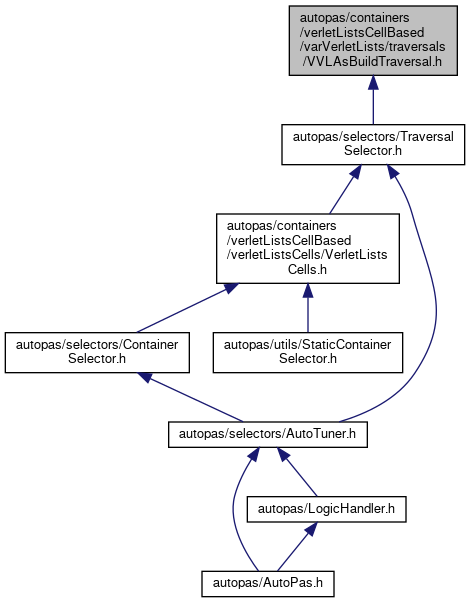 autopas/containers
/verletListsCellBased
/varVerletLists/traversals
/VVLAsBuildTraversal.h
autopas/selectors/Traversal
Selector.h
autopas/containers
/verletListsCellBased
/verletListsCells/VerletLists
Cells.h
autopas/selectors/Container
Selector.h
autopas/utils/StaticContainer
Selector.h
autopas/selectors/AutoTuner.h
autopas/LogicHandler.h
autopas/AutoPas.h